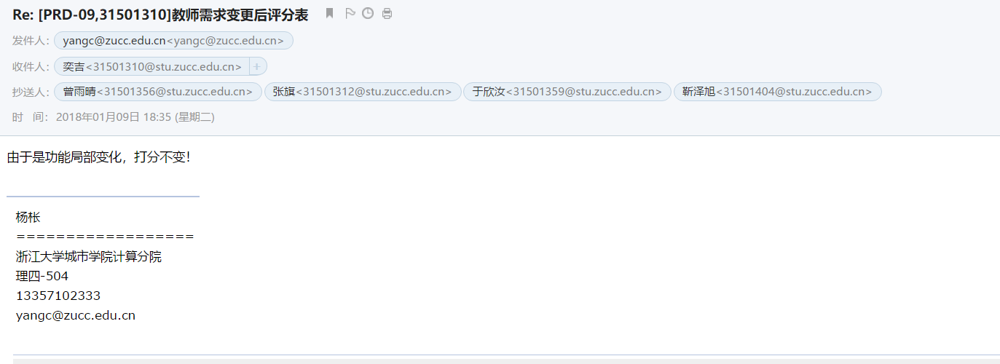 Re: [PRD-09,31501310]教师需求变更后评分表
发件人: yangc@zucc.edu.cn<yangc@zucc.edu.cn>
收件人: 奕吉<31501310@stu.zucc.edu.cn> +
抄送人: 曾雨晴<31501356@stu.zucc.edu.cn> 张旗<31501312@stu.zucc.edu.cn> 于欣汝<31501359@stu.zucc.edu.cn> 靳泽旭<31501404@stu.zucc.edu.cn>
时 间: 2018年01月09日 18:35 (星期二)
由于是功能局部变化，打分不变！
杨枨
==================
浙江大学城市学院计算分院
理四-504
13357102333
yangc@zucc.edu.cn